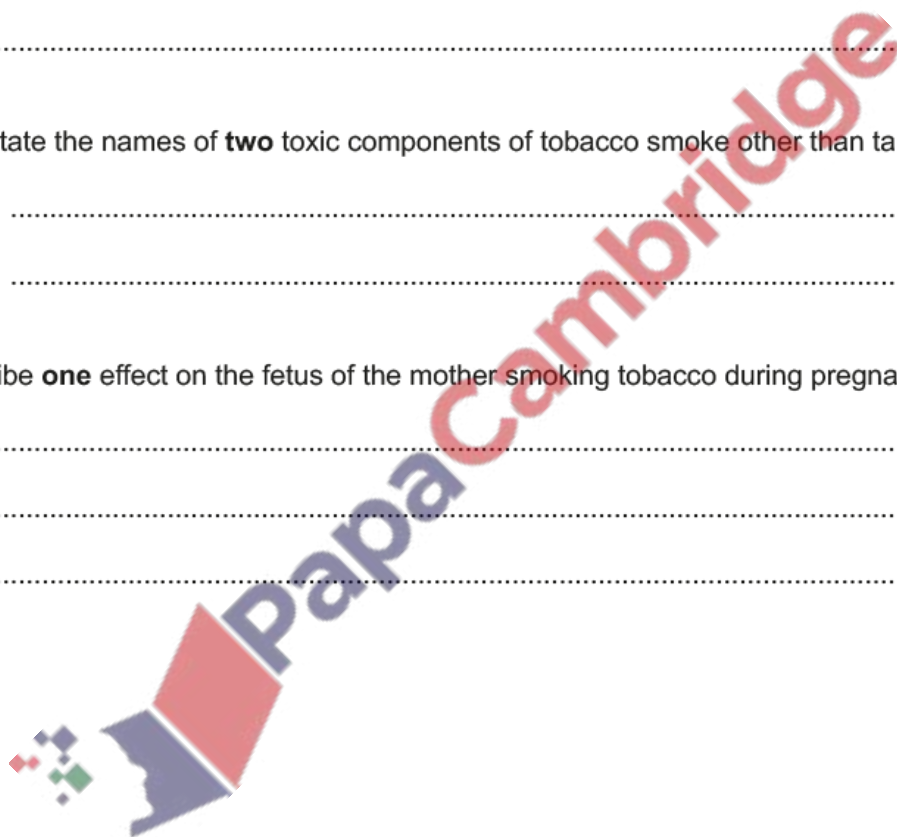 tate the names of two toxic components of tobacco smoke other than ta
ibe one effect on the fetus of the mother smoking tobacco during pregna
PapaCambridge